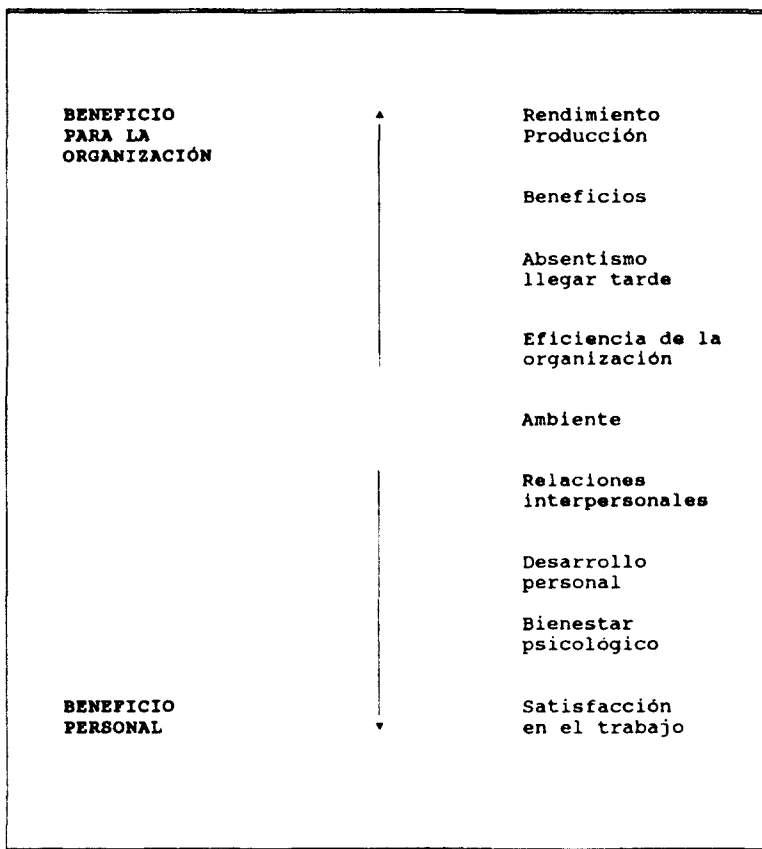 BENEFICIO
PARA LA
ORGANIZACIÓN
Rendimiento
Producción
Beneficios
Absentismo
llegar tarde
Eficiencia de la
organización
Ambiente
Relaciones
interpersonales
Desarrollo
personal
Bienestar
psicológico
BENEFICIO
PERSONAL
Satisfacción
en el trabajo